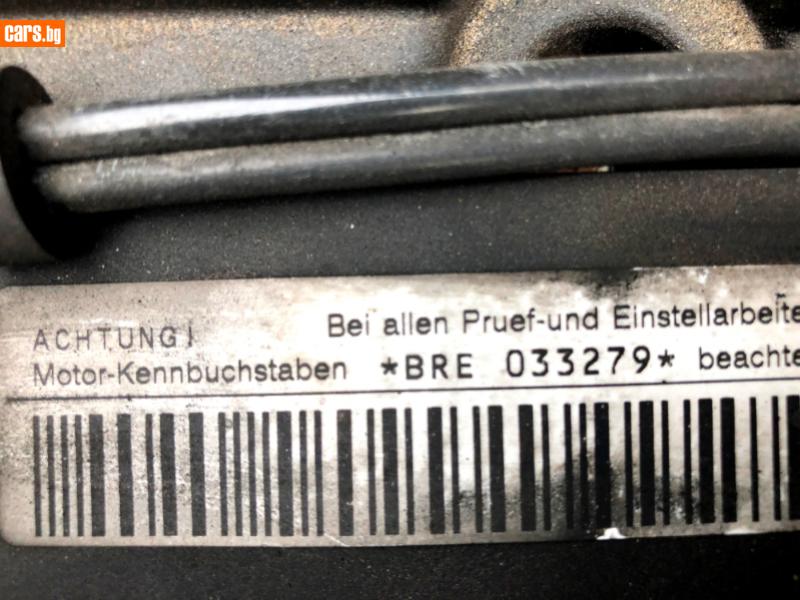 cars.bg
ACHTUNG! Bei allen Pruef-und Einstellarbeite
Motor-Kennbuchstaben *BRE 033279* beachte